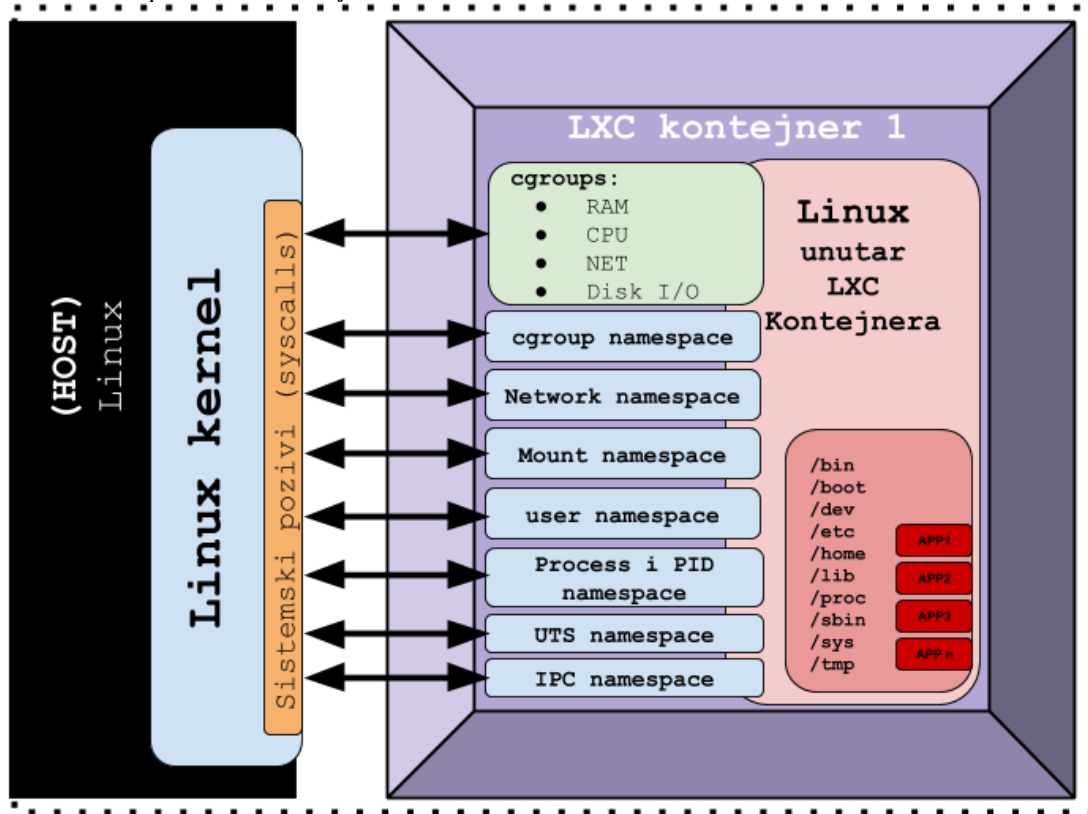 (HOST)
Linux
Linux kernel
Sistemski pozivi (syscalls)
LXC kontejner 1
cgroups:
● RAM
● CPU
● NET
● Disk I/O
cgroup namespace
Network namespace
Mount namespace
user namespace
Process i PID
namespace
UTS namespace
IPC namespace
Linux
unutar
LXC
Kontejnera
/bin
/boot
/dev
/etc
/home
/lib
/proc
/sbin
/sys
/tmp
APP1
APP2
APP3
APP n